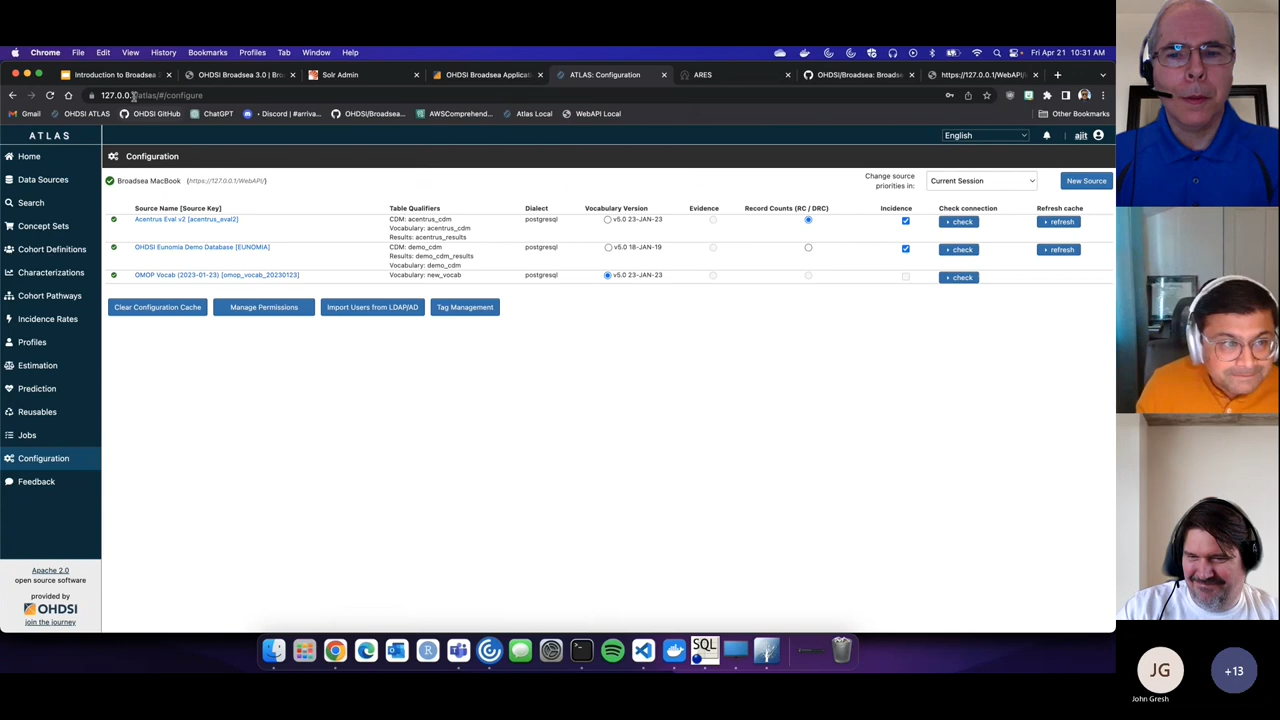 Chrome File Edit View History Bookmarks Profiles Tab Window Help Fri Apr 21 10:31 AM
Introduction to Broadsea OHDSI Broadsea 3.0 | Bro Solr Admin OHDSI Broadsea Applicat ATLAS: Configuration ARES OHDSI/Broadsea: Broadse https://127.0.0.1/WebAPI/
127.0.0.1/atlas/#/configure
Gmail OHDSI ATLAS OHDSI GitHub ChatGPT • Discord | #arriva... OHDSI/Broadsea... AWSComprehend... Atlas Local WebAPI Local Other Bookmarks
ATLAS English ajit
Home
Data Sources
Search
Concept Sets
Cohort Definitions
Characterizations
Cohort Pathways
Incidence Rates
Profiles
Estimation
Prediction
Reusables
Jobs
Configuration
Feedback
Apache 2.0
open source software
provided by
OHDSI
join the journey
Configuration
Broadsea MacBook (https://127.0.0.1/WebAPI/)
Change source
priorities in:
Current Session
New Source
Source Name [Source Key] Table Qualifiers Dialect Vocabulary Version Evidence Record Counts (RC / DRC) Incidence Check connection Refresh cache
Acentrus Eval v2 [acentrus_eval2] CDM: acentrus_cdm postgresql v5.0 23-JAN-23 check refresh
Vocabulary: acentrus_cdm
Results: acentrus_results
OHDSI Eunomia Demo Database [EUNOMIA] CDM: demo_cdm postgresql v5.0 18-JAN-19 check refresh
Results: demo_cdm_results
Vocabulary: demo_cdm
OMOP Vocab (2023-01-23) [omop_vocab_20230123] Vocabulary: new_vocab postgresql v5.0 23-JAN-23 check
Clear Configuration Cache Manage Permissions Import Users from LDAP/AD Tag Management
SQL
JG
John Gresh
+13